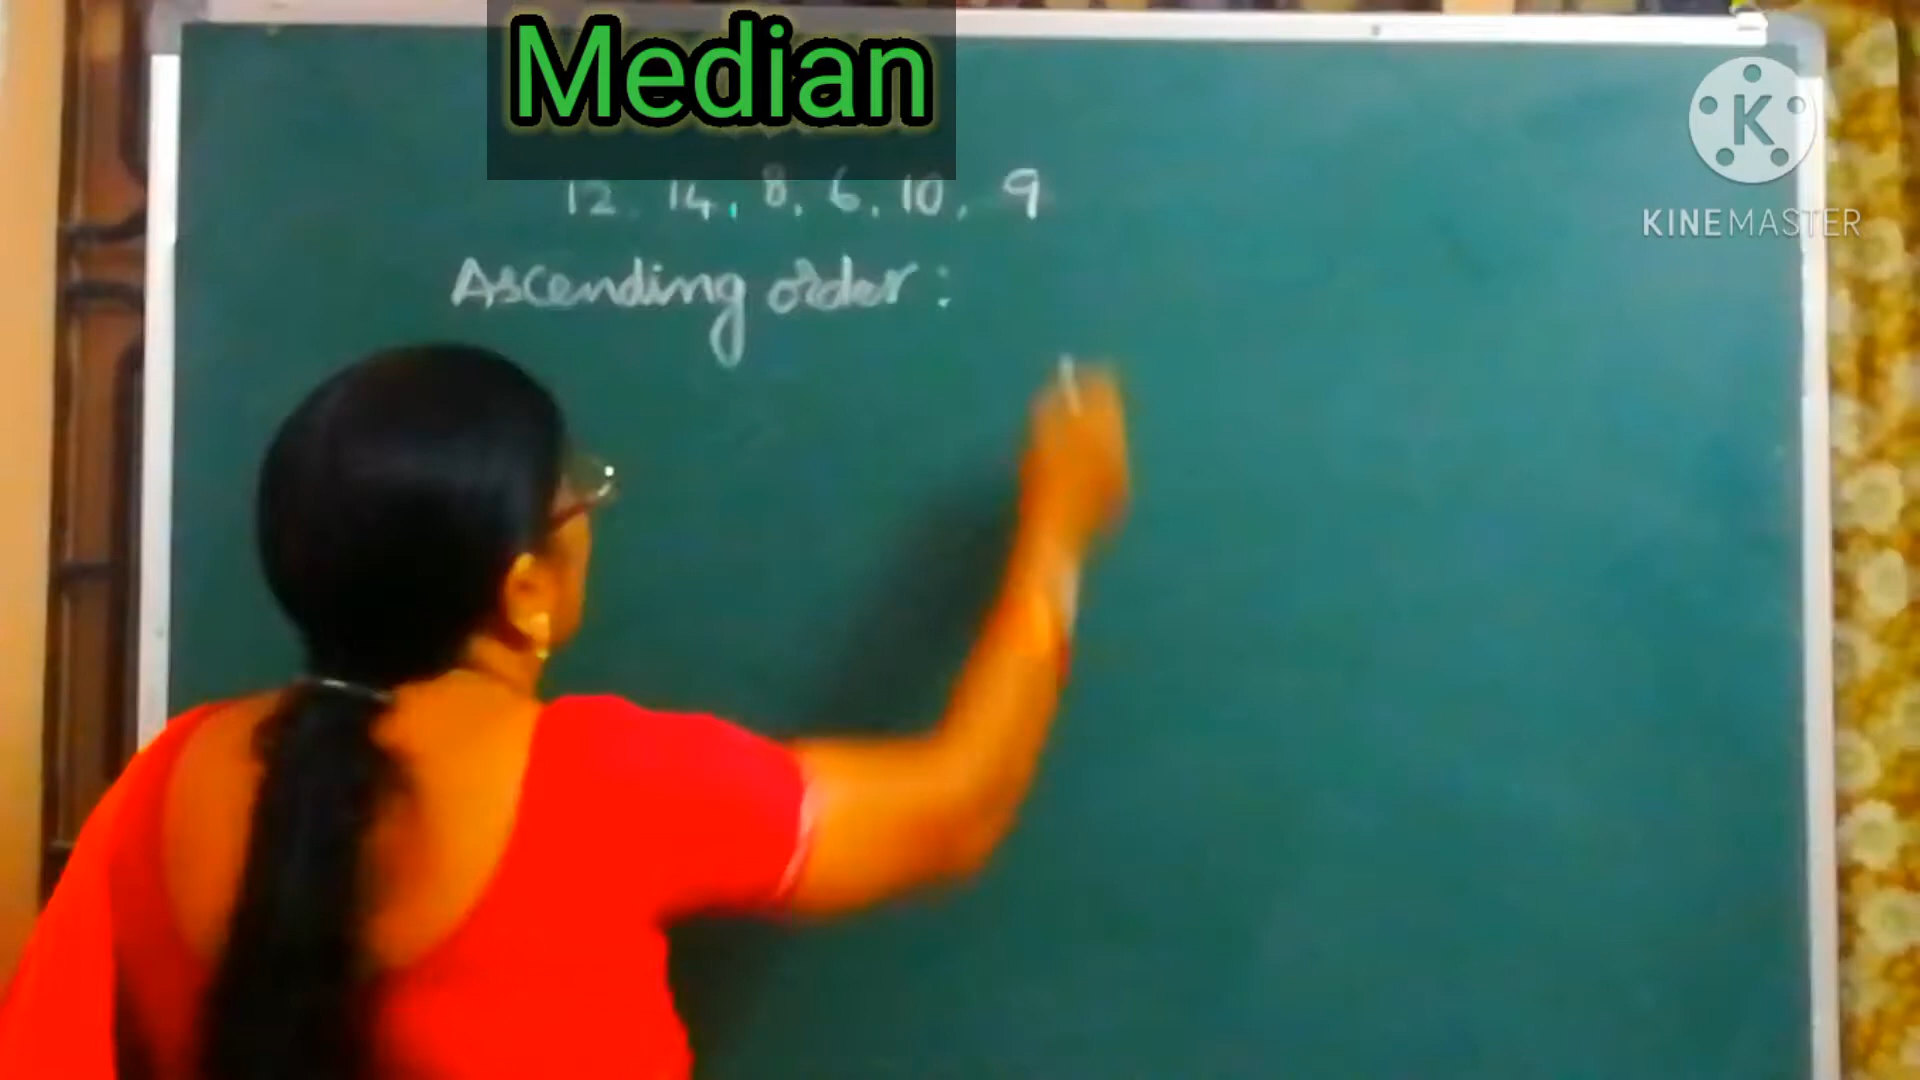 Median
12, 14, 8, 6, 10, 9
Ascending order :
K
KINEMASTER